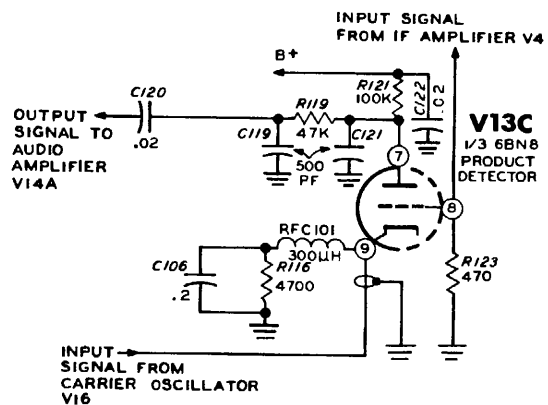 INPUT SIGNAL
FROM IF AMPLIFIER V4
B+
C120
.02
OUTPUT
SIGNAL TO
AUDIO
AMPLIFIER
V14A
R119
47K
C119
C121
500
PF
R121
100K
C122
.02
V13C
1/3 6BN8
PRODUCT
DETECTOR
7
8
9
RFC101
300μH
C106
.2
R116
4700
R123
470
INPUT
SIGNAL FROM
CARRIER OSCILLATOR
V16